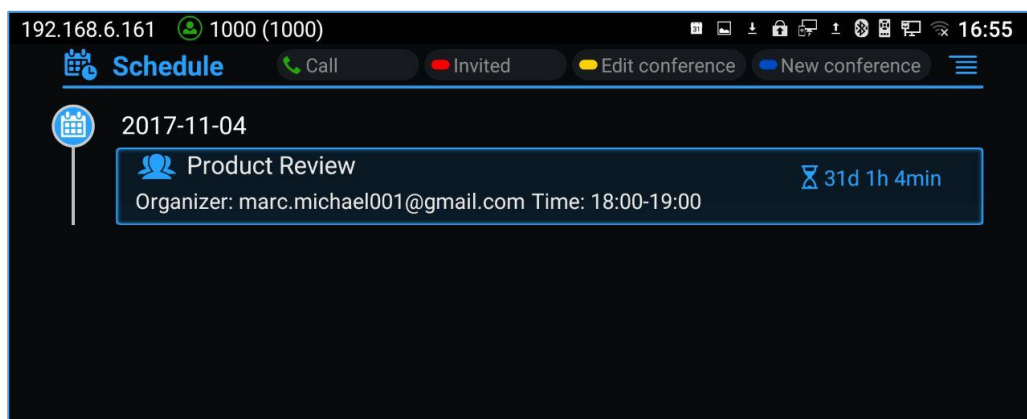 192.168.6.161 1000 (1000) 31 16:55
Schedule Call Invited Edit conference New conference
2017-11-04
Product Review
31d 1h 4min
Organizer: marc.michael001@gmail.com Time: 18:00-19:00